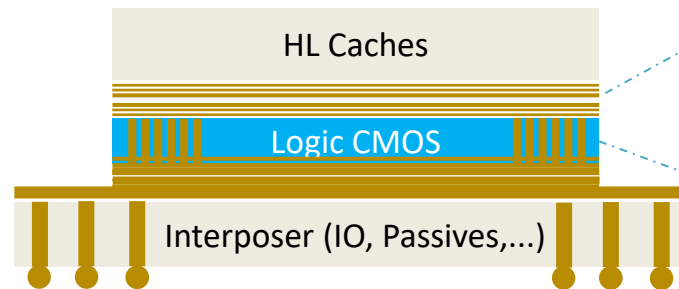 HL Caches
Logic CMOS
Interposer (IO, Passives,...)